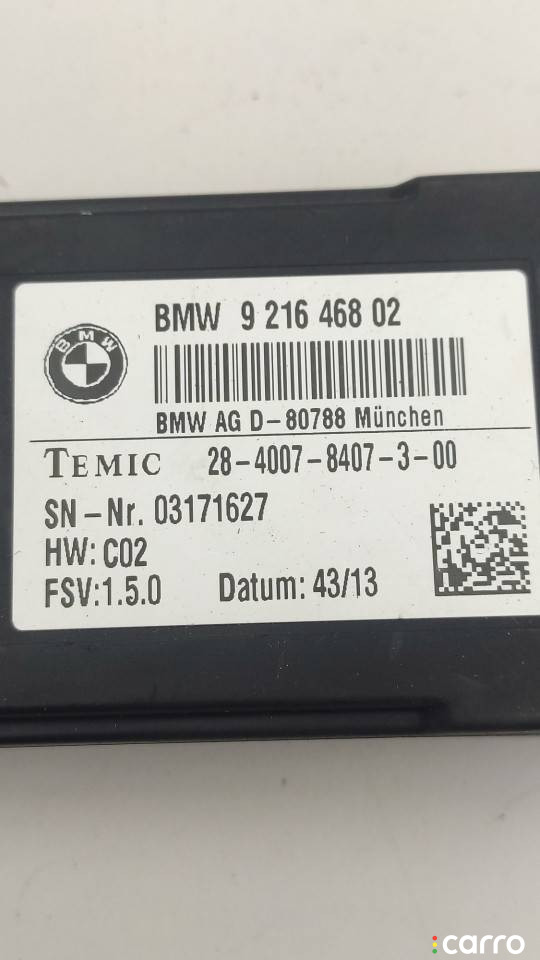 BMW 9 216 468 02
BMW
BMW AG D-80788 München
TEMIC 28-4007-8407-3-00
SN-Nr. 03171627
HW: C02
FSV:1.5.0 Datum: 43/13
carro